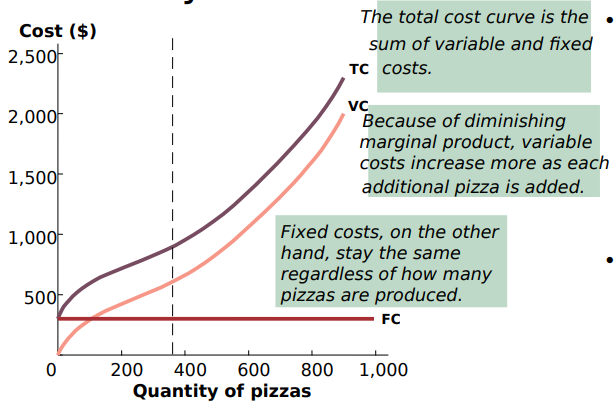 Cost ($)
The total cost curve is the
sum of variable and fixed
costs.
TC
2,500
VC
2,000
Because of diminishing
marginal product, variable
costs increase more as each
additional pizza is added.
1,500
Fixed costs, on the other
hand, stay the same
regardless of how many
pizzas are produced.
1,000
500
FC
0 200 400 600 800 1,000
Quantity of pizzas